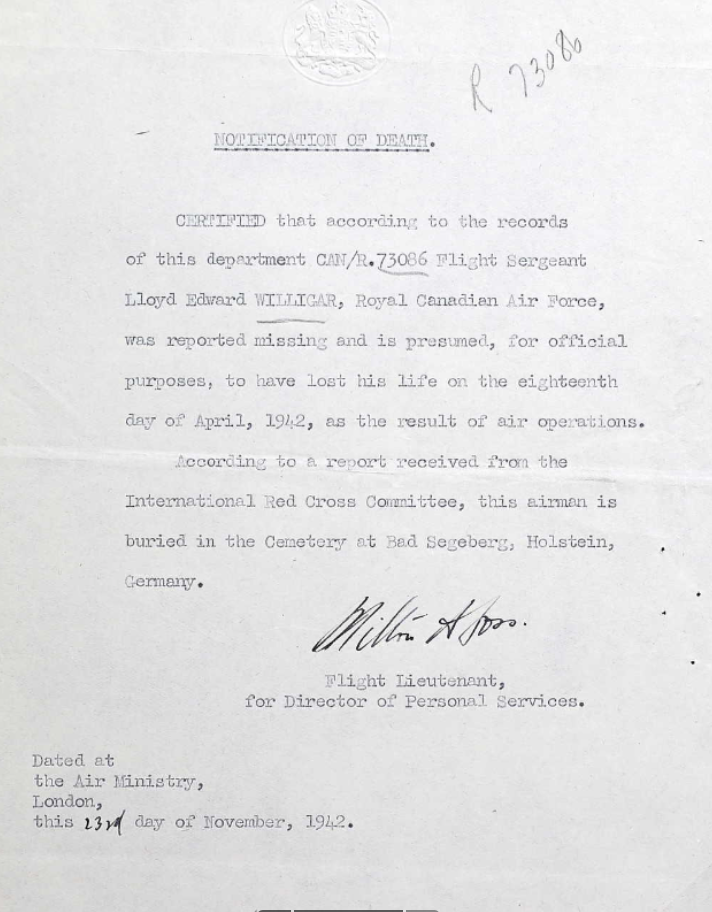 R 73086
NOTIFICATION OF DEATH.
CERTIFIED that according to the records
of this department CAN/R.73086 Flight Sergeant
Lloyd Edward WILLIGAR, Royal Canadian Air Force,
was reported missing and is presumed, for official
purposes, to have lost his life on the eighteenth
day of April, 1942, as the result of air operations.
According to a report received from the
International Red Cross Committee, this airman is
buried in the Cemetery at Bad Segeberg, Holstein,
Germany.
Milton A
Flight Lieutenant,
for Director of Personal Services.
Dated at
the Air Ministry,
London,
this 23rd day of November, 1942.